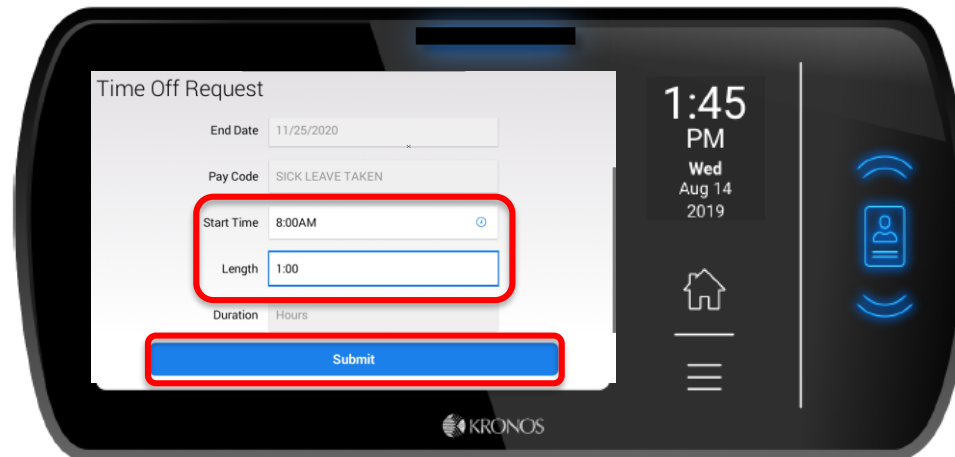 Time Off Request
End Date 11/25/2020
Pay Code SICK LEAVE TAKEN
Start Time 8:00AM
Length 1:00
Duration Hours
Submit
1:45
PM
Wed
Aug 14
2019
KRONOS